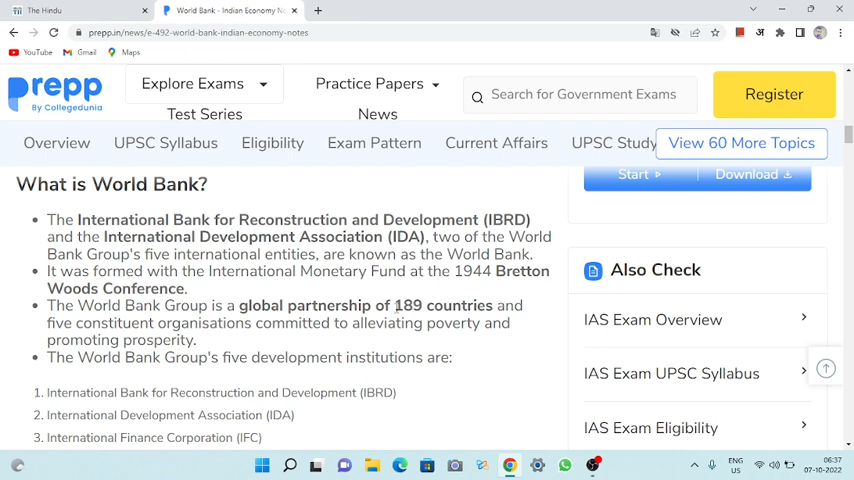 The Hindu
World Bank - Indian Economy No
prepp.in/news/e-492-world-bank-indian-economy-notes
YouTube
Gmail
Maps
prepp
By Collegedunia
Explore Exams
Practice Papers
Test Series
News
Search for Government Exams
Register
Overview
UPSC Syllabus
Eligibility
Exam Pattern
Current Affairs
UPSC Study
View 60 More Topics
What is World Bank?
• The International Bank for Reconstruction and Development (IBRD)
and the International Development Association (IDA), two of the World
Bank Group's five international entities, are known as the World Bank.
• It was formed with the International Monetary Fund at the 1944 Bretton
Woods Conference.
• The World Bank Group is a global partnership of 189 countries and
five constituent organisations committed to alleviating poverty and
promoting prosperity.
• The World Bank Group's five development institutions are:
1. International Bank for Reconstruction and Development (IBRD)
2. International Development Association (IDA)
3. International Finance Corporation (IFC)
Start
Download
Also Check
IAS Exam Overview
IAS Exam UPSC Syllabus
IAS Exam Eligibility
ENG
US
06:37
07-10-2022